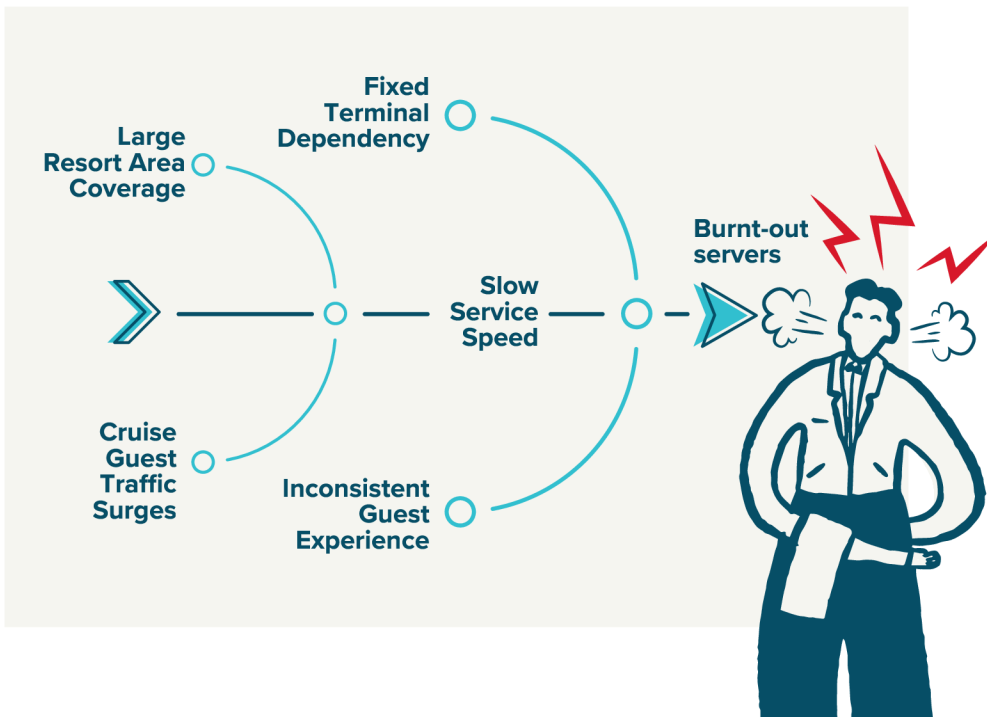 Fixed
Terminal
Dependency
Large
Resort Area
Coverage
Burnt-out
servers
Slow
Service
Speed
Cruise
Guest
Traffic
Surges
Inconsistent
Guest
Experience